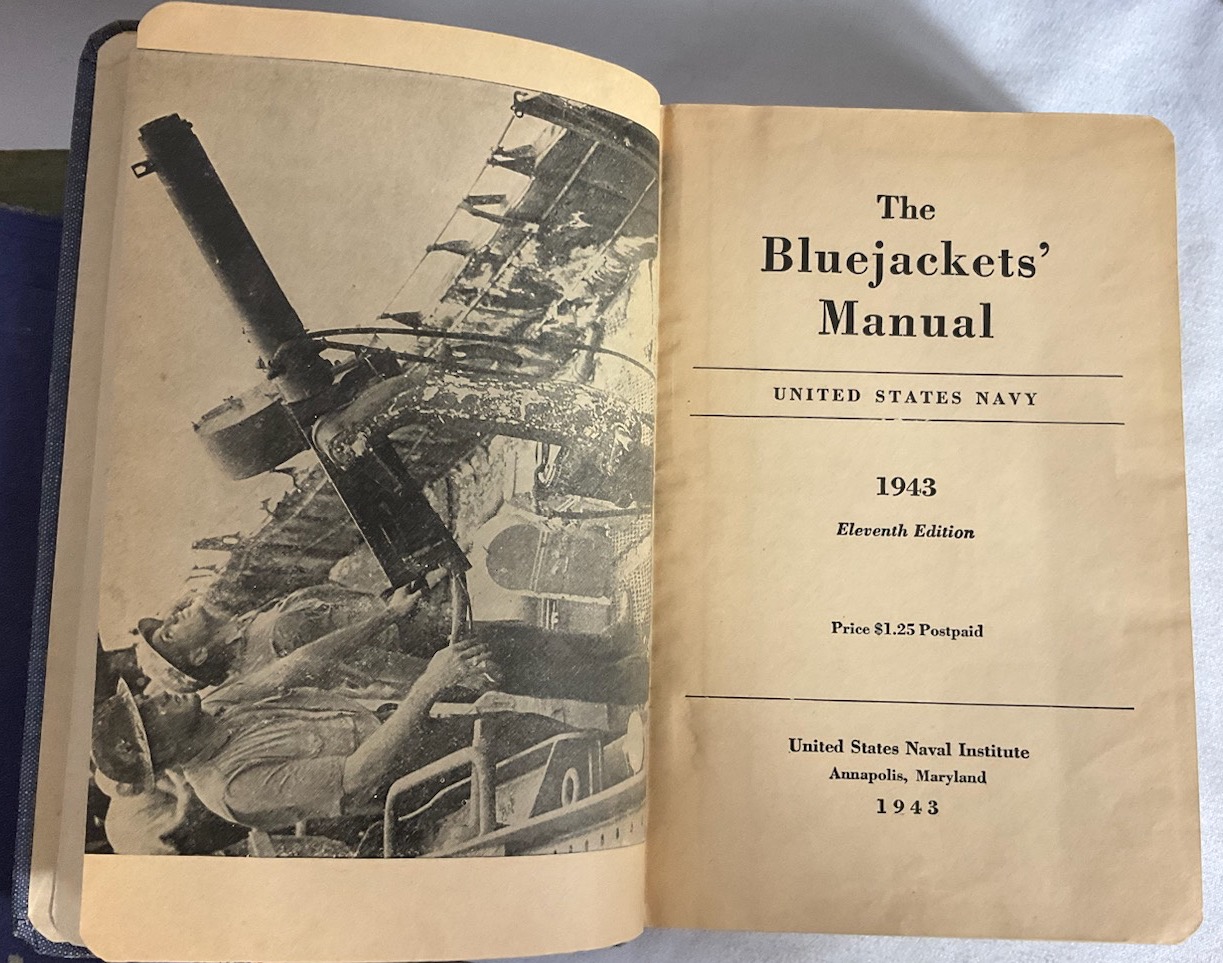 The
Bluejackets’
Manual
UNITED STATES NAVY
1943
Eleventh Edition
Price $1.25 Postpaid
United States Naval Institute
Annapolis, Maryland
1943